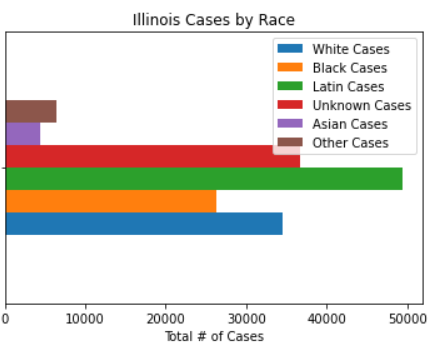 Illinois Cases by Race
White Cases
Black Cases
Latin Cases
Unknown Cases
Asian Cases
Other Cases
0 10000 20000 30000 40000 50000
Total # of Cases